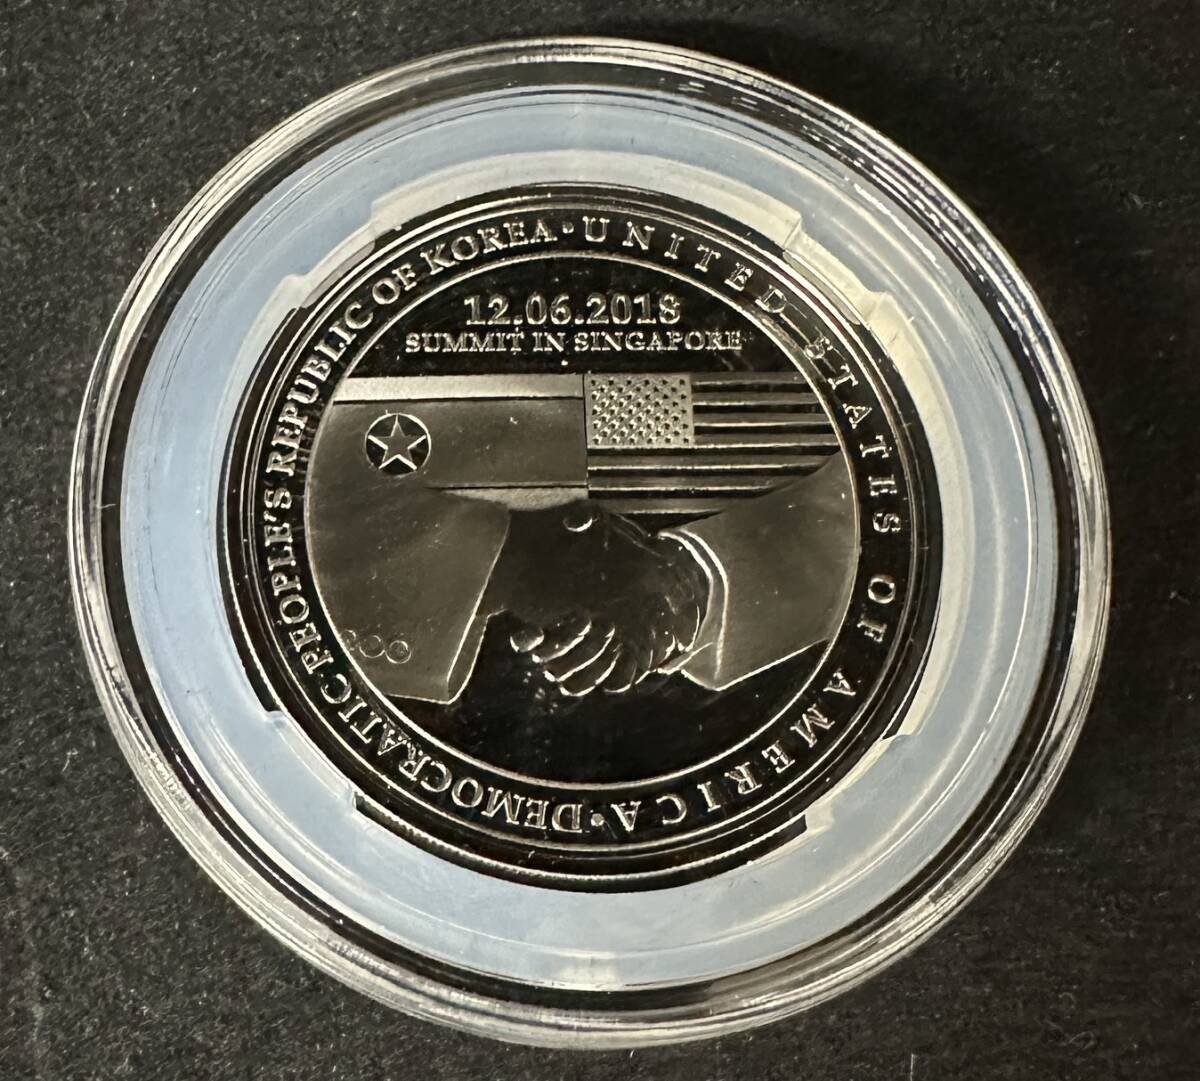 DEMOCRATIC PEOPLE'S REPUBLIC OF KOREA • UNITED STATES OF AMERICA •
12.06.2018
SUMMIT IN SINGAPORE